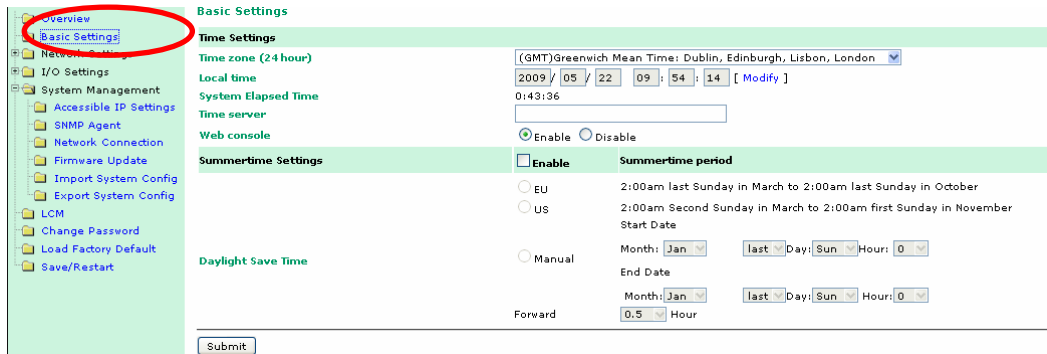 Overview
Basic Settings
Network Settings
I/O Settings
System Management
Accessible IP Settings
SNMP Agent
Network Connection
Firmware Update
Import System Config
Export System Config
LCM
Change Password
Load Factory Default
Save/Restart
Basic Settings
Time Settings
Time zone (24 hour) (GMT)Greenwich Mean Time: Dublin, Edinburgh, Lisbon, London
Local time 2009 / 05 / 22 09 : 54 : 14 [ Modify ]
System Elapsed Time 0:43:36
Time server
Web console Enable Disable
Summertime Settings Enable Summertime period
EU 2:00am last Sunday in March to 2:00am last Sunday in October
US 2:00am Second Sunday in March to 2:00am first Sunday in November
Start Date
Daylight Save Time Manual Month: Jan last Day: Sun Hour: 0
End Date
Month: Jan last Day: Sun Hour: 0
Forward 0.5 Hour
Submit